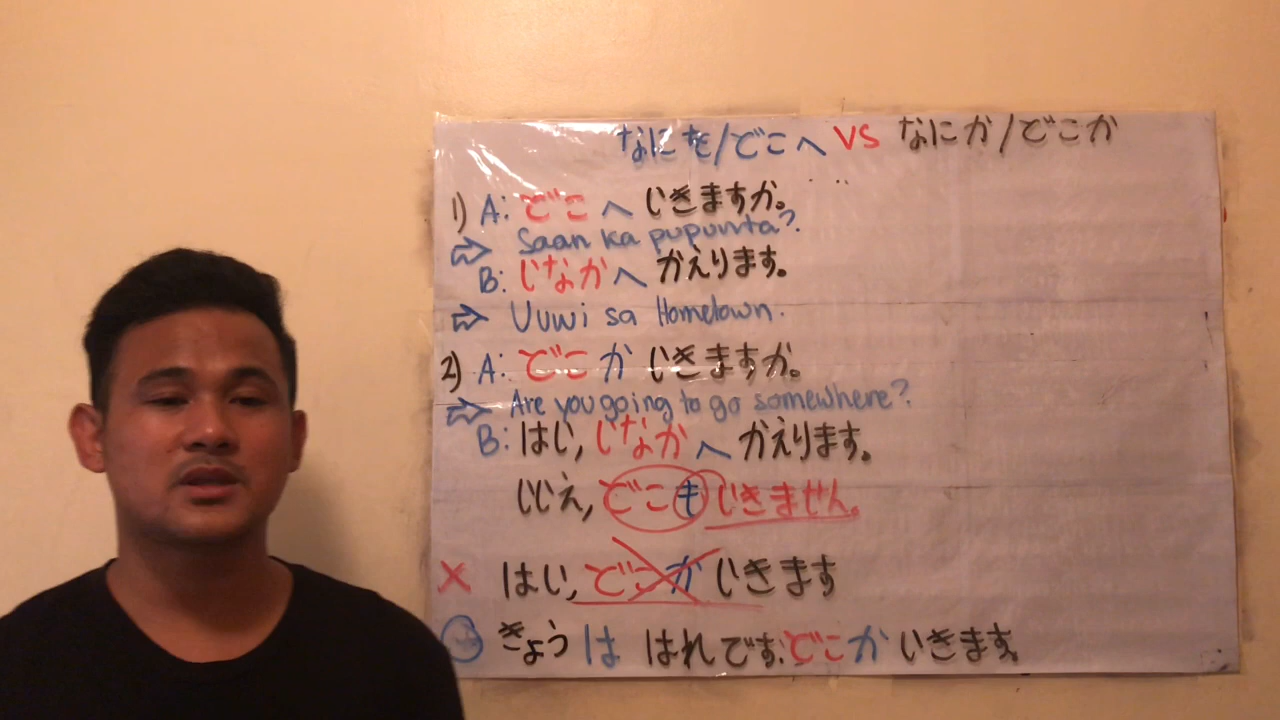 なにを/どこへ VS なにか/どこか
1) A: どこ へ いきますか。
⇨ Saan ka pupunta?
B: いなか へ かえります。
⇨ Uuwi sa Hometown.
2) A: どこ か いきますか。
⇨ Are you going to go somewhere?
B: はい, いなか へ かえります。
いいえ, どこも いきません。
× はい, どこか いきます
きょう は はれです. どこか いきます.